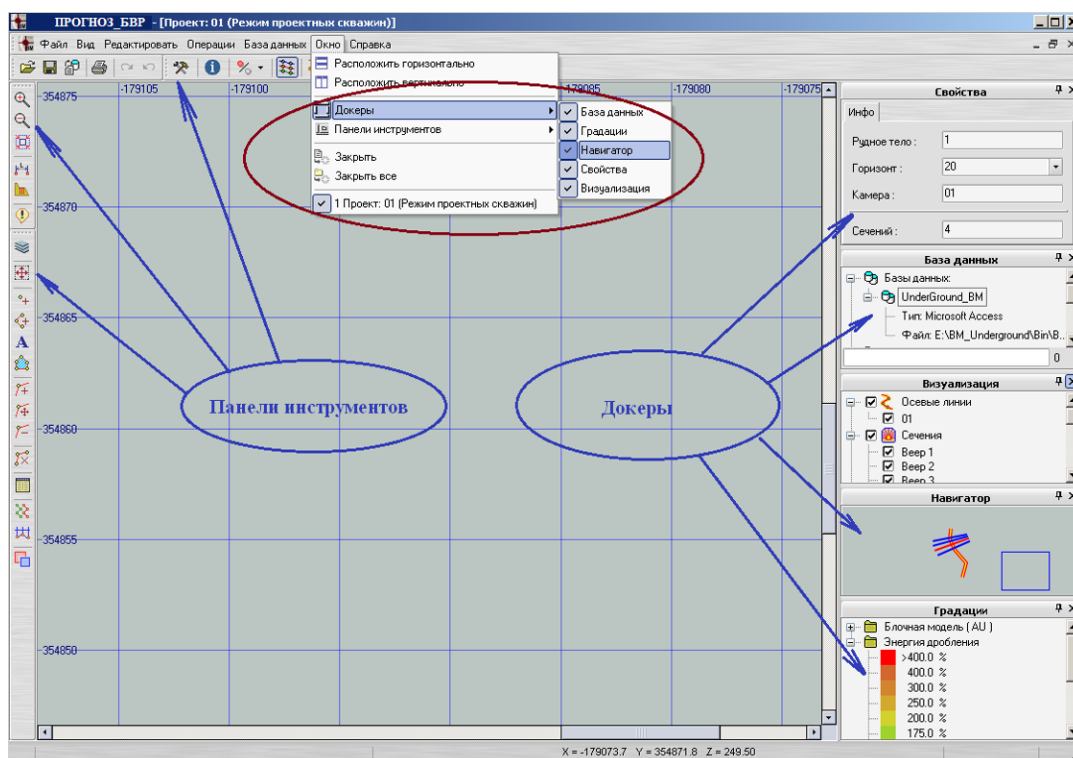 ПРОГНОЗ_БВР - [Проект: 01 (Режим проектных скважин)]
Файл Вид Редактировать Операции База данных Окно Справка
Расположить горизонтально
Расположить вертикально
Докеры
Панели инструментов
Закрыть
Закрыть все
1 Проект: 01 (Режим проектных скважин)
База данных
Градации
Навигатор
Свойства
Визуализация
-179105 -179100 -179085 -179080 -179075
-354875
-354870
-354865
-354860
-354855
-354850
Панели инструментов
Докеры
Свойства
Инфо
Рудное тело : 1
Горизонт : 20
Камера : 01
Сечений : 4
База данных
Базы данных:
UnderGround_BM
Тип: Microsoft Access
Файл: E:\BM_Underground\Bin\B..
0
Визуализация
Осевые линии
01
Сечения
Веер 1
Веер 2
Веер 3
Навигатор
Градации
Блочная модель ( AU )
Энергия дробления
>400.0 %
400.0 %
300.0 %
250.0 %
200.0 %
175.0 %
X = -179073.7 Y = 354871.8 Z = 249.50